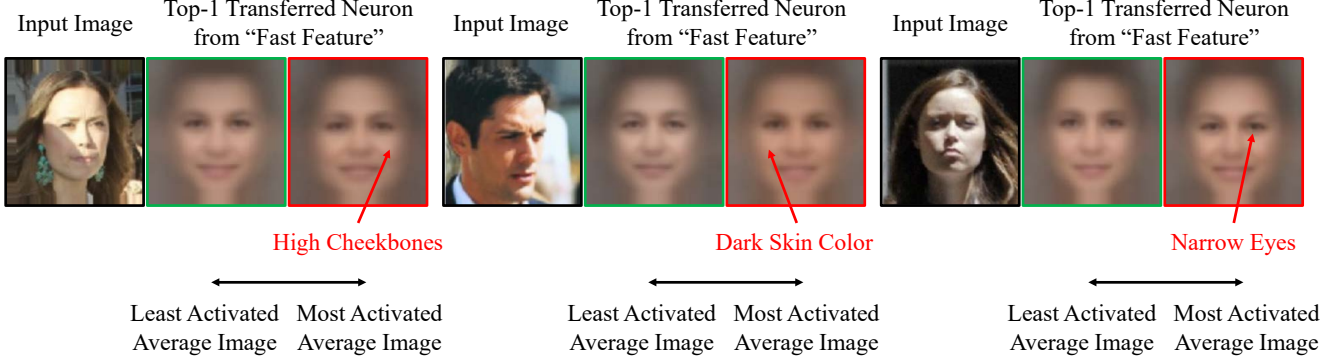 Input Image
Top-1 Transferred Neuron
from “Fast Feature”
High Cheekbones
Least Activated
Average Image
Most Activated
Average Image
Input Image
Top-1 Transferred Neuron
from “Fast Feature”
Dark Skin Color
Least Activated
Average Image
Most Activated
Average Image
Input Image
Top-1 Transferred Neuron
from “Fast Feature”
Narrow Eyes
Least Activated
Average Image
Most Activated
Average Image